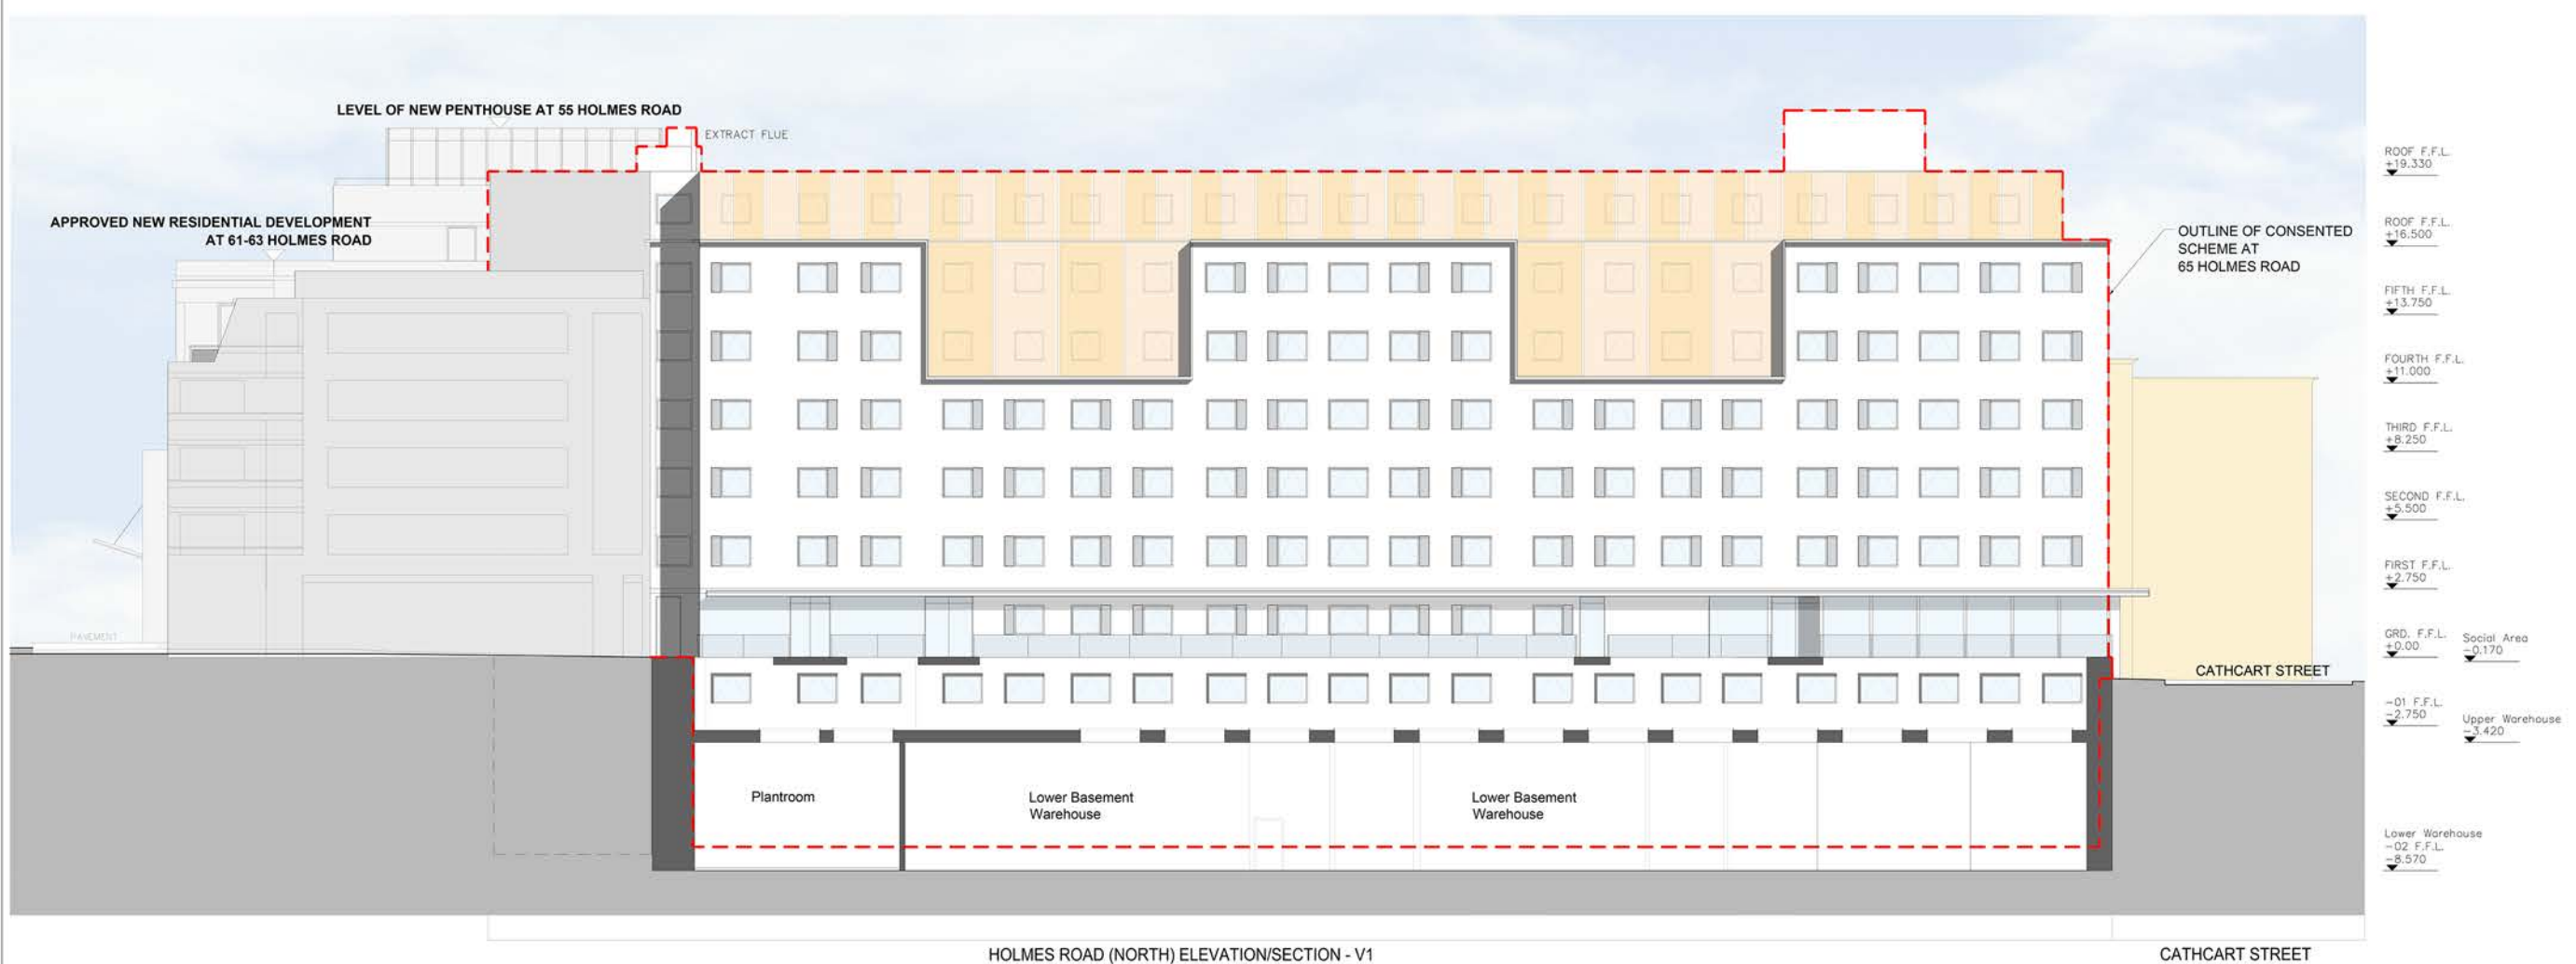 LEVEL OF NEW PENTHOUSE AT 55 HOLMES ROAD
EXTRACT FLUE
APPROVED NEW RESIDENTIAL DEVELOPMENT
AT 61-63 HOLMES ROAD
OUTLINE OF CONSENTED
SCHEME AT
65 HOLMES ROAD
ROOF F.F.L.
+19.330
ROOF F.F.L.
+16.500
FIFTH F.F.L.
+13.750
FOURTH F.F.L.
+11.000
THIRD F.F.L.
+8.250
SECOND F.F.L.
+5.500
FIRST F.F.L.
+2.750
GRD. F.F.L.
+0.00
Social Area
-0.170
PAVEMENT
CATHCART STREET
-01 F.F.L.
-2.750
Upper Warehouse
-3.420
Plantroom
Lower Basement
Warehouse
Lower Basement
Warehouse
Lower Warehouse
-02 F.F.L.
-8.570
HOLMES ROAD (NORTH) ELEVATION/SECTION - V1
CATHCART STREET